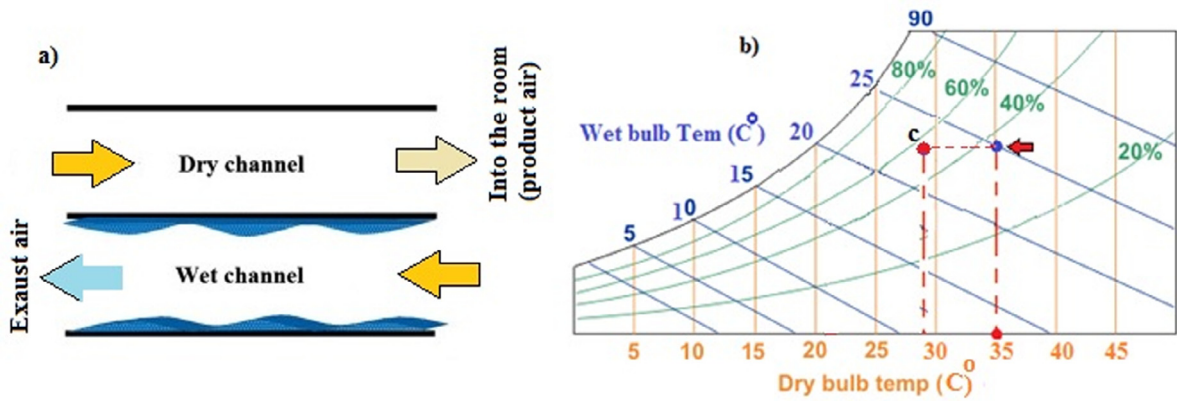 a)
Dry channel
Into the room
(product air)
Wet channel
Exaust air
b)
90
80%
60%
40%
20%
25
20
15
10
5
Wet bulb Tem (C°)
c
5 10 15 20 25 30 35 40 45
Dry bulb temp (C)°